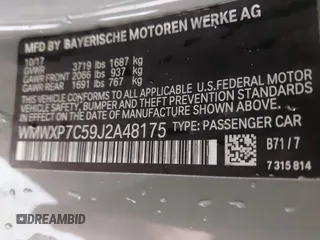 MFD BY BAYERISCHE MOTOREN WERKE AG
10/17
GVWR 3719 lbs 1687 kg
GAWR FRONT 2066 lbs 937 kg
GAWR REAR 1691 lbs 767 kg
THIS VEHICLE CONFORMS TO ALL APPLICABLE U.S. FEDERAL MOTOR
VEHICLE SAFETY, BUMPER, AND THEFT PREVENTION
STANDARDS IN EFFECT ON THE
DATE OF MANUFACTURE SHOWN ABOVE.
WMWXP7C59J2A48175 TYPE: PASSENGER CAR
B71 / 7
7 315 814
© DREAMBID